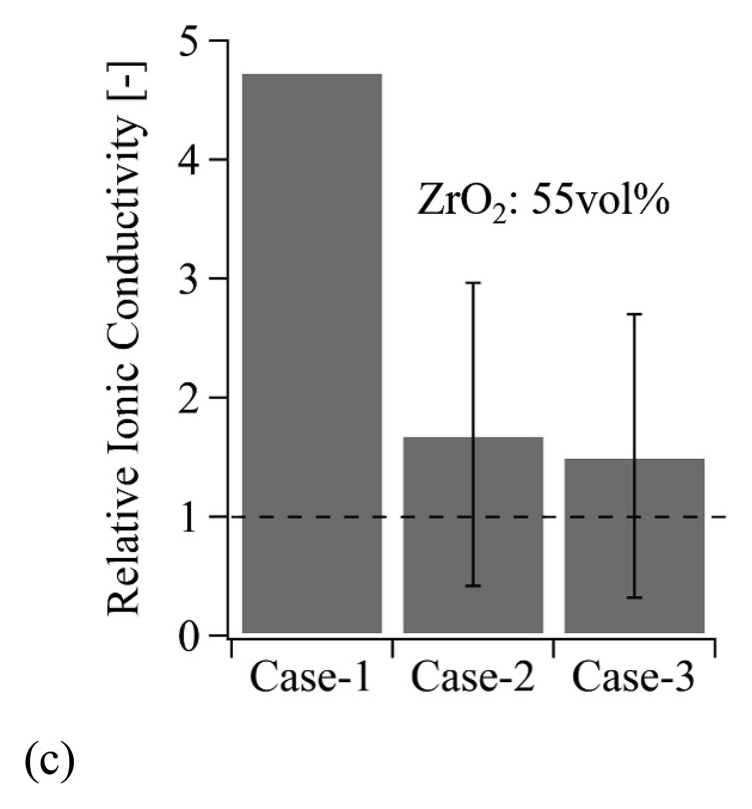 Relative Ionic Conductivity [-]
5
4
3
2
1
0
ZrO₂: 55vol%
Case-1 Case-2 Case-3
(c)